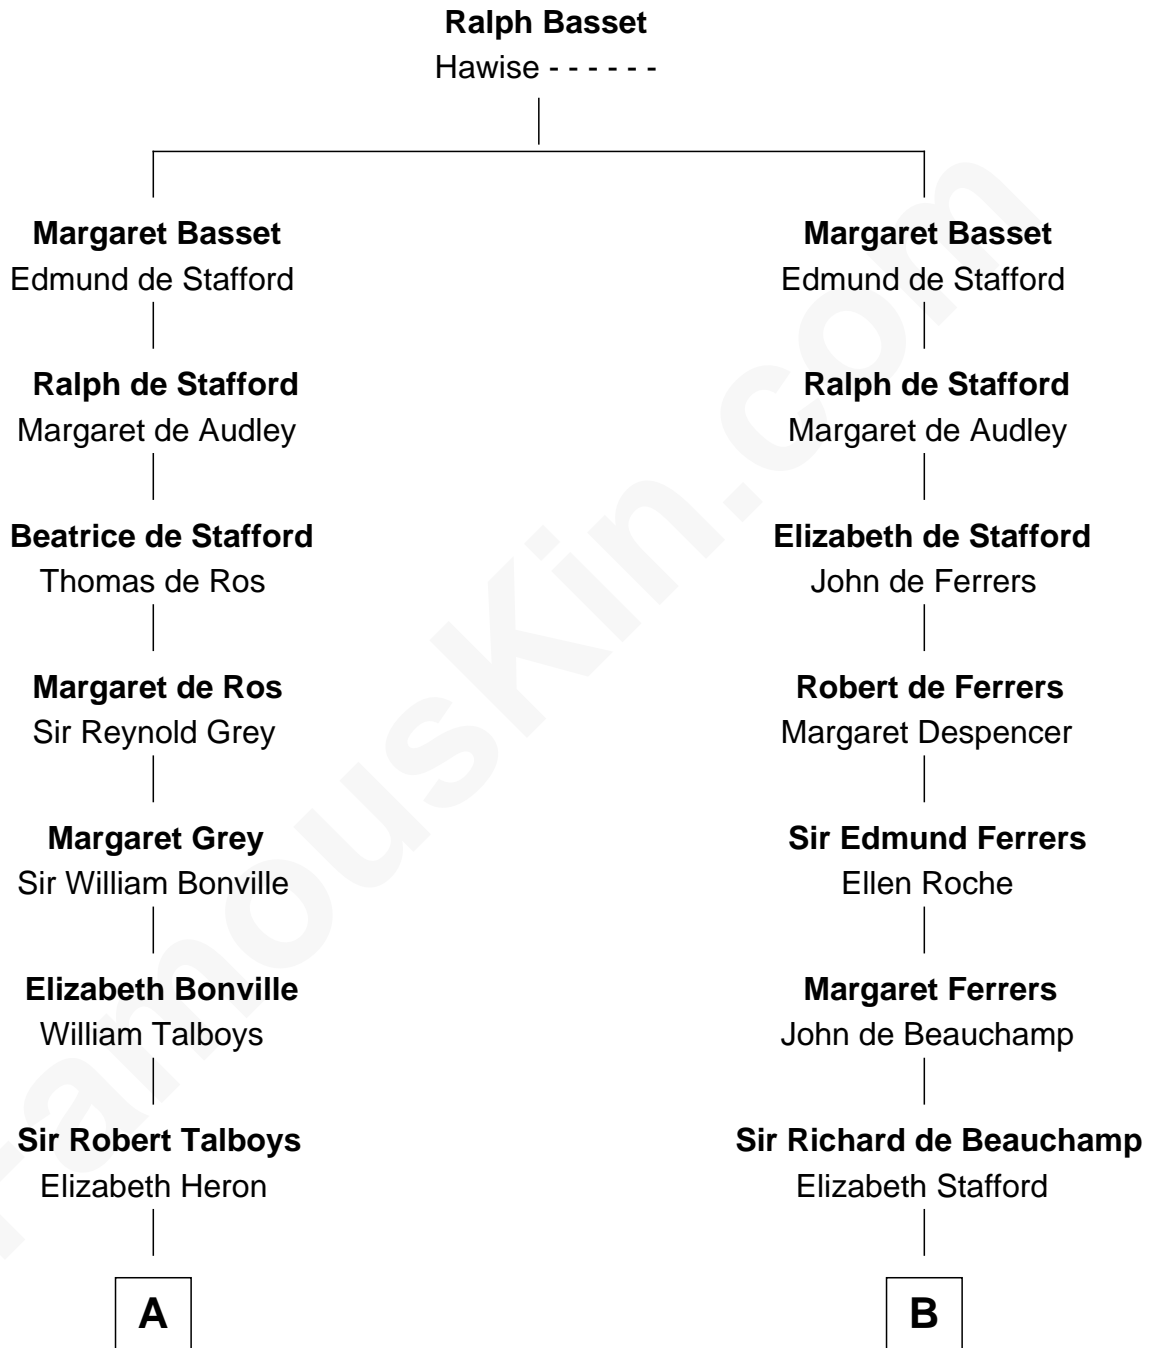 Ralph Basset
Hawise - - - - - -
Margaret Basset
Edmund de Stafford
Margaret Basset
Edmund de Stafford
Ralph de Stafford
Margaret de Audley
Ralph de Stafford
Margaret de Audley
Beatrice de Stafford
Thomas de Ros
Elizabeth de Stafford
John de Ferrers
Margaret de Ros
Sir Reynold Grey
Robert de Ferrers
Margaret Despencer
Margaret Grey
Sir William Bonville
Sir Edmund Ferrers
Ellen Roche
Elizabeth Bonville
William Talboys
Margaret Ferrers
John de Beauchamp
Sir Robert Talboys
Elizabeth Heron
Sir Richard de Beauchamp
Elizabeth Stafford
A
B
FamousKin.com